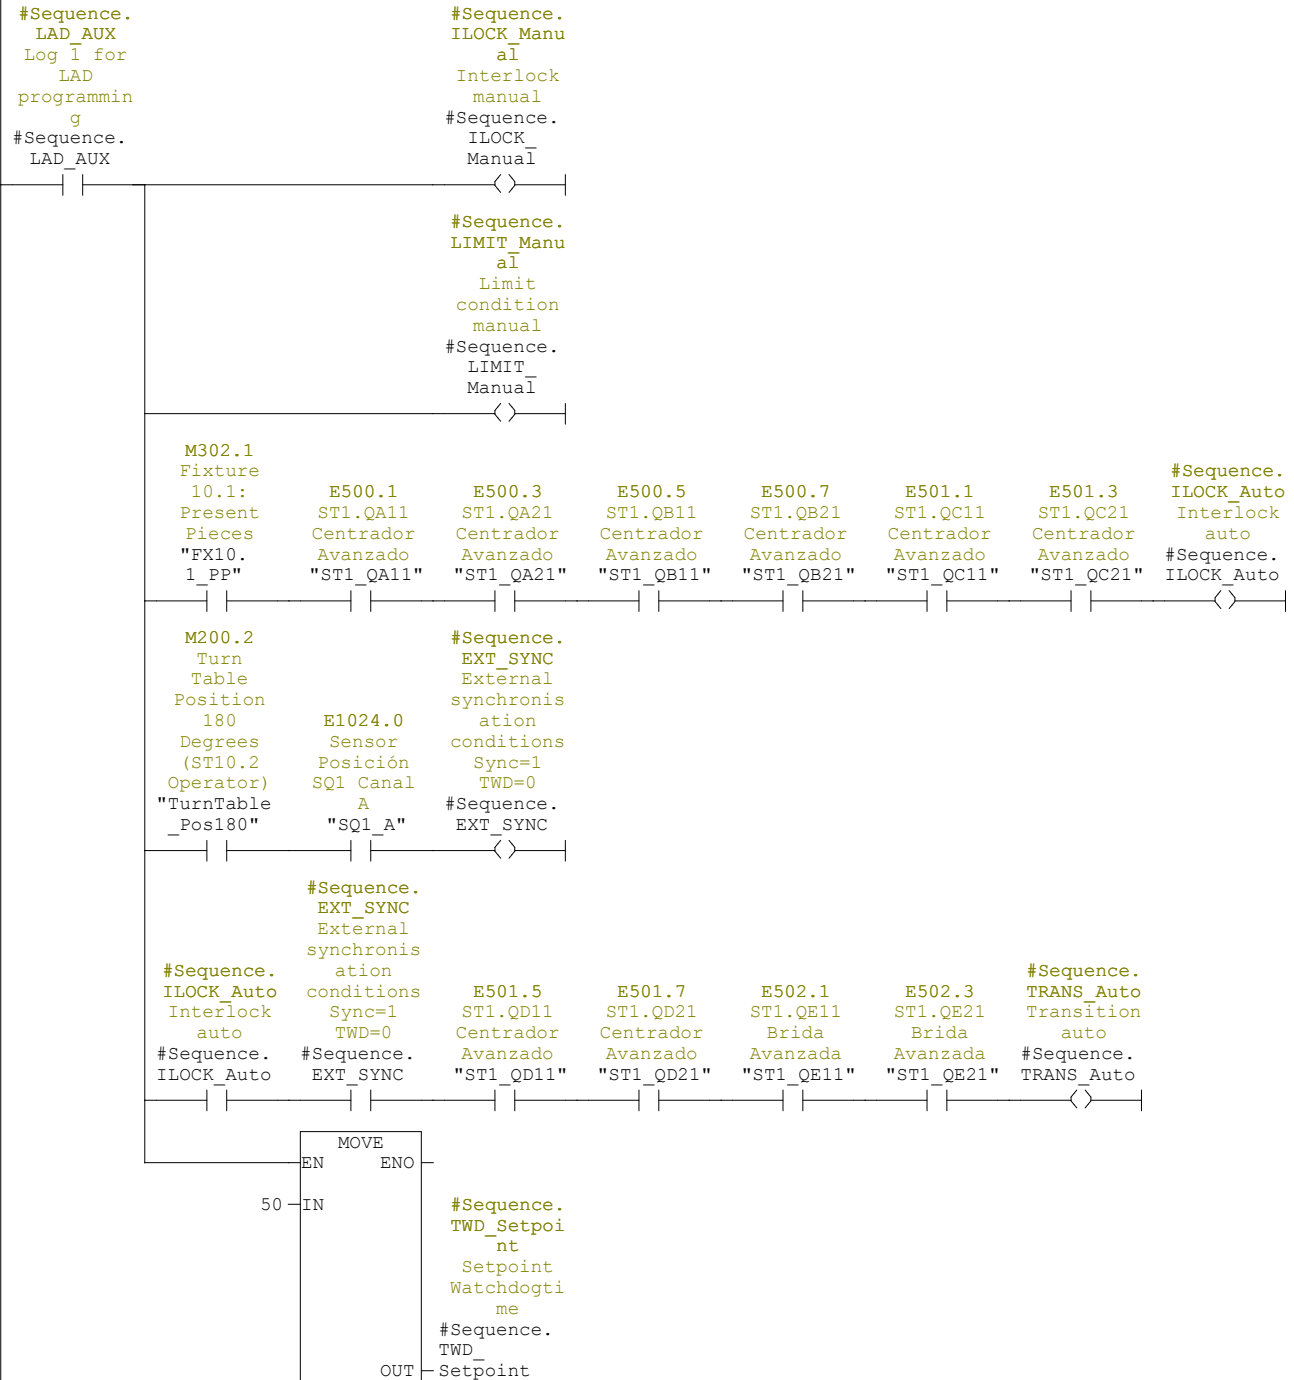 #Sequence.
LAD_AUX
Log 1 for
LAD
programmin
g
#Sequence.
LAD_AUX
#Sequence.
ILOCK_Manu
al
Interlock
manual
#Sequence.
ILOCK_
Manual
#Sequence.
LIMIT_Manu
al
Limit
condition
manual
#Sequence.
LIMIT_
Manual
M302.1
Fixture
10.1:
Present
Pieces
"FX10.
1_PP"
E500.1
ST1.QA11
Centrador
Avanzado
"ST1_QA11"
E500.3
ST1.QA21
Centrador
Avanzado
"ST1_QA21"
E500.5
ST1.QB11
Centrador
Avanzado
"ST1_QB11"
E500.7
ST1.QB21
Centrador
Avanzado
"ST1_QB21"
E501.1
ST1.QC11
Centrador
Avanzado
"ST1_QC11"
E501.3
ST1.QC21
Centrador
Avanzado
"ST1_QC21"
#Sequence.
ILOCK_Auto
Interlock
auto
#Sequence.
ILOCK_Auto
M200.2
Turn
Table
Position
180
Degrees
(ST10.2
Operator)
"TurnTable
_Pos180"
E1024.0
Sensor
Posición
SQ1 Canal
A
"SQ1_A"
#Sequence.
EXT_SYNC
External
synchronis
ation
conditions
Sync=1
TWD=0
#Sequence.
EXT_SYNC
#Sequence.
ILOCK_Auto
Interlock
auto
#Sequence.
ILOCK_Auto
#Sequence.
EXT_SYNC
External
synchronis
ation
conditions
Sync=1
TWD=0
#Sequence.
EXT_SYNC
E501.5
ST1.QD11
Centrador
Avanzado
"ST1_QD11"
E501.7
ST1.QD21
Centrador
Avanzado
"ST1_QD21"
E502.1
ST1.QE11
Brida
Avanzada
"ST1_QE11"
E502.3
ST1.QE21
Brida
Avanzada
"ST1_QE21"
#Sequence.
TRANS_Auto
Transition
auto
#Sequence.
TRANS_Auto
MOVE
EN ENO
50 IN
#Sequence.
TWD_Setpoi
nt
Setpoint
Watchdogti
me
#Sequence.
TWD_
OUT Setpoint